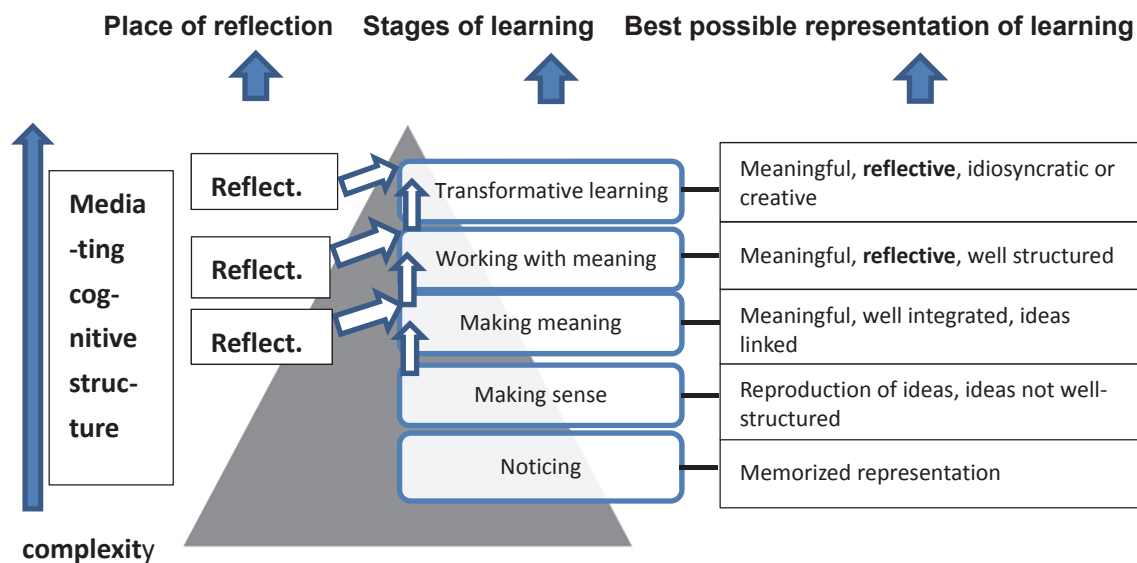 Place of reflection
Stages of learning
Best possible representation of learning
Media
-ting
cog-
nitive
struc-
ture
complexity
Reflect.
Reflect.
Reflect.
Transformative learning
Working with meaning
Making meaning
Making sense
Noticing
Meaningful, reflective, idiosyncratic or
creative
Meaningful, reflective, well structured
Meaningful, well integrated, ideas
linked
Reproduction of ideas, ideas not well-
structured
Memorized representation